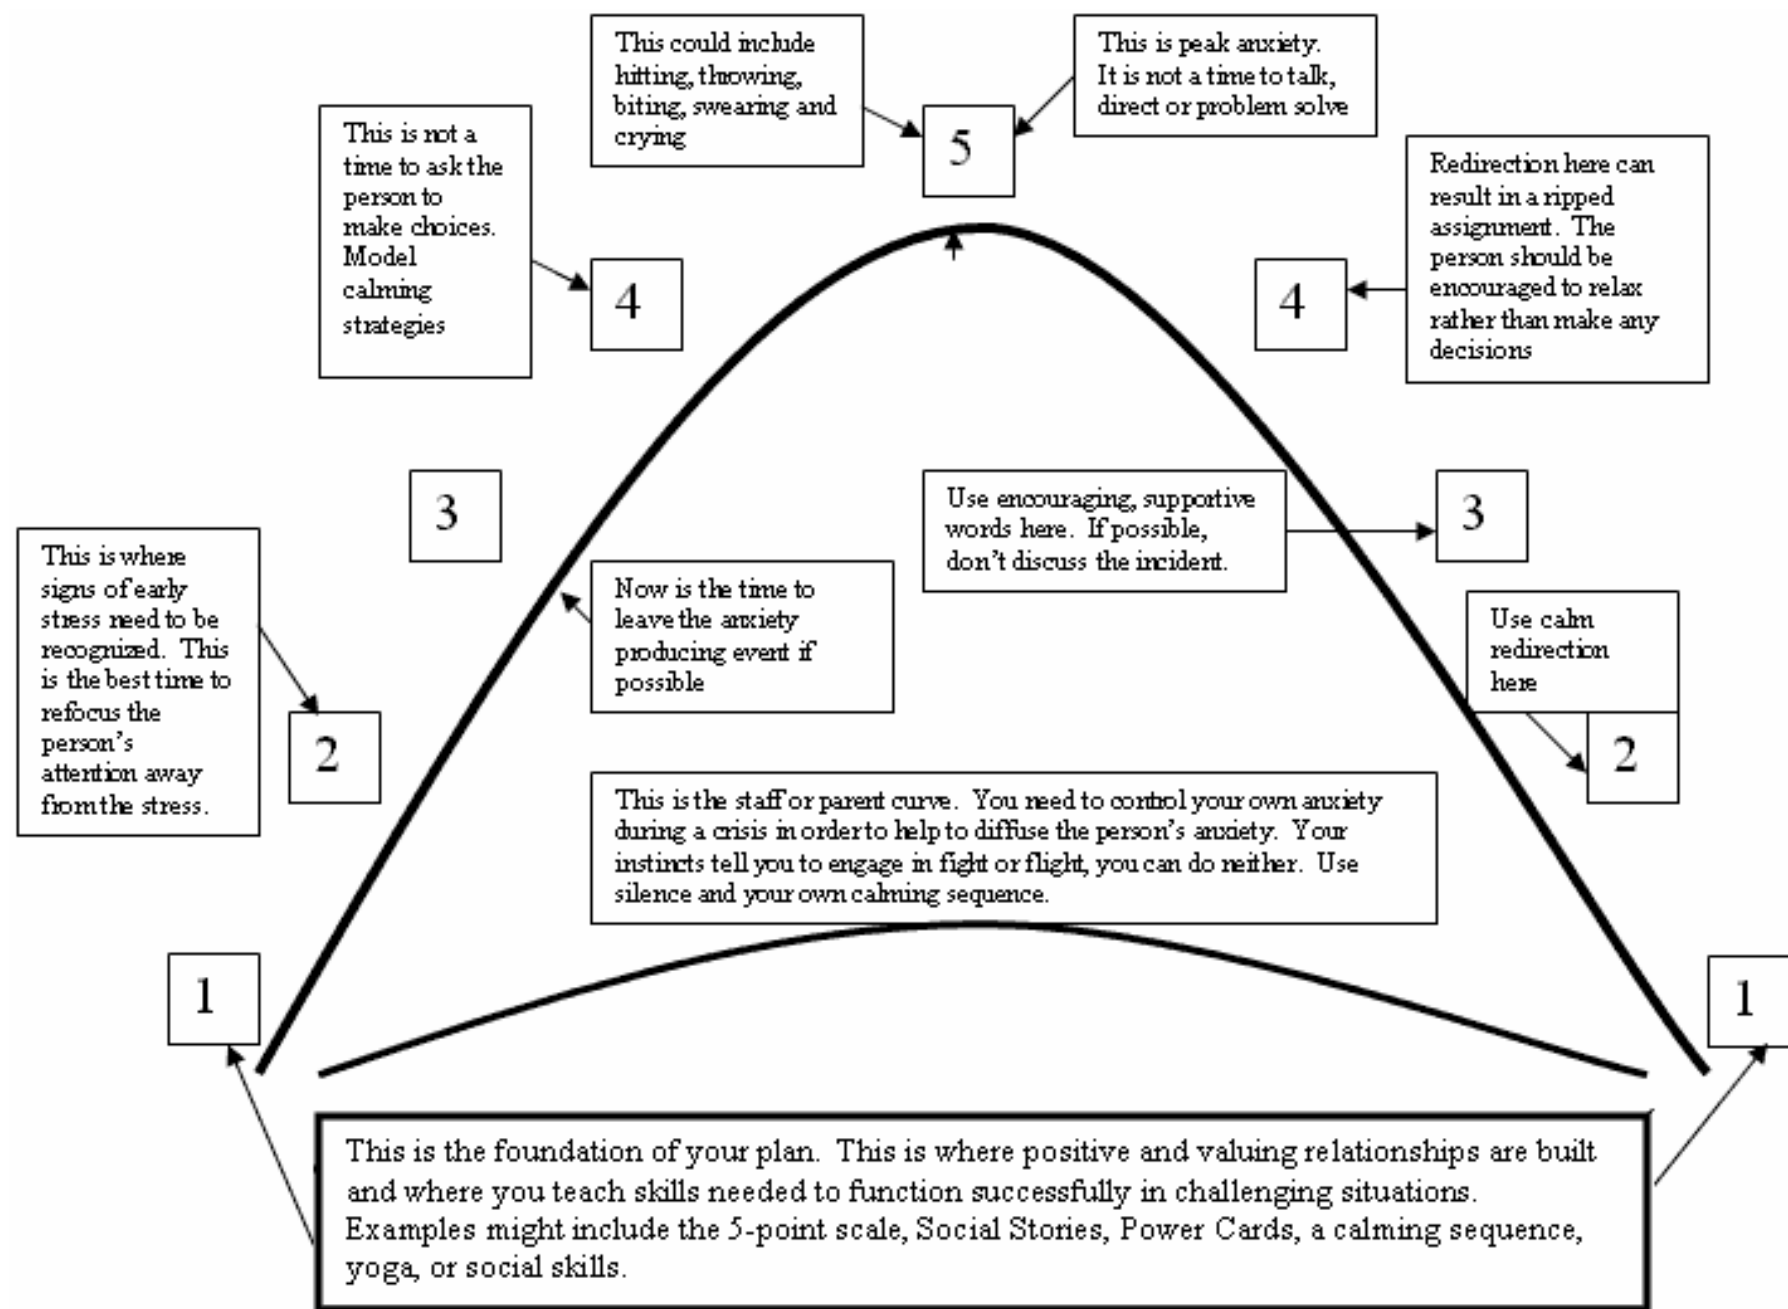 This could include
hitting, throwing,
biting, swearing and
crying
This is peak anxiety.
It is not a time to talk,
direct or problem solve
5
This is not a
time to ask the
person to
make choices.
Model
calming
strategies
4
4
Redirection here can
result in a ripped
assignment. The
person should be
encouraged to relax
rather than make any
decisions
3
Use encouraging, supportive
words here. If possible,
don't discuss the incident.
3
This is where
signs of early
stress need to be
recognized. This
is the best time to
refocus the
person's
attention away
from the stress.
2
Now is the time to
leave the anxiety
producing event if
possible
Use calm
redirection
here
2
This is the staff or parent curve. You need to control your own anxiety
during a crisis in order to help to diffuse the person's anxiety. Your
instincts tell you to engage in fight or flight, you can do neither. Use
silence and your own calming sequence.
1
1
This is the foundation of your plan. This is where positive and valuing relationships are built
and where you teach skills needed to function successfully in challenging situations.
Examples might include the 5-point scale, Social Stories, Power Cards, a calming sequence,
yoga, or social skills.